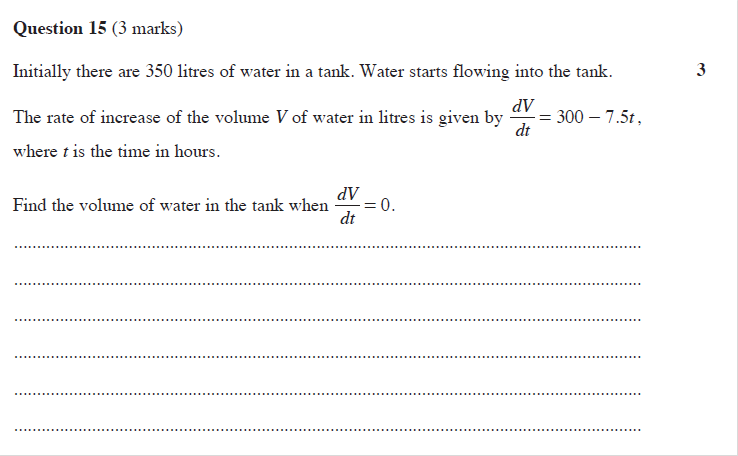 Question 15 (3 marks)
Initially there are 350 litres of water in a tank. Water starts flowing into the tank. 3
The rate of increase of the volume V of water in litres is given by dV/dt = 300 – 7.5t,
where t is the time in hours.
Find the volume of water in the tank when dV/dt = 0.